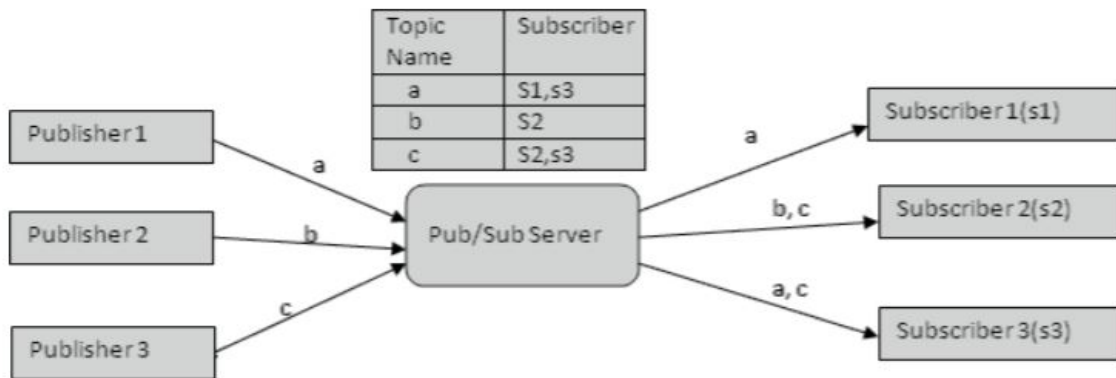 Topic Name Subscriber
a S1,s3
b S2
c S2,s3
Publisher 1
a
Publisher 2
b
Publisher 3
c
Pub/Sub Server
a
Subscriber 1(s1)
b, c
Subscriber 2(s2)
a, c
Subscriber 3(s3)